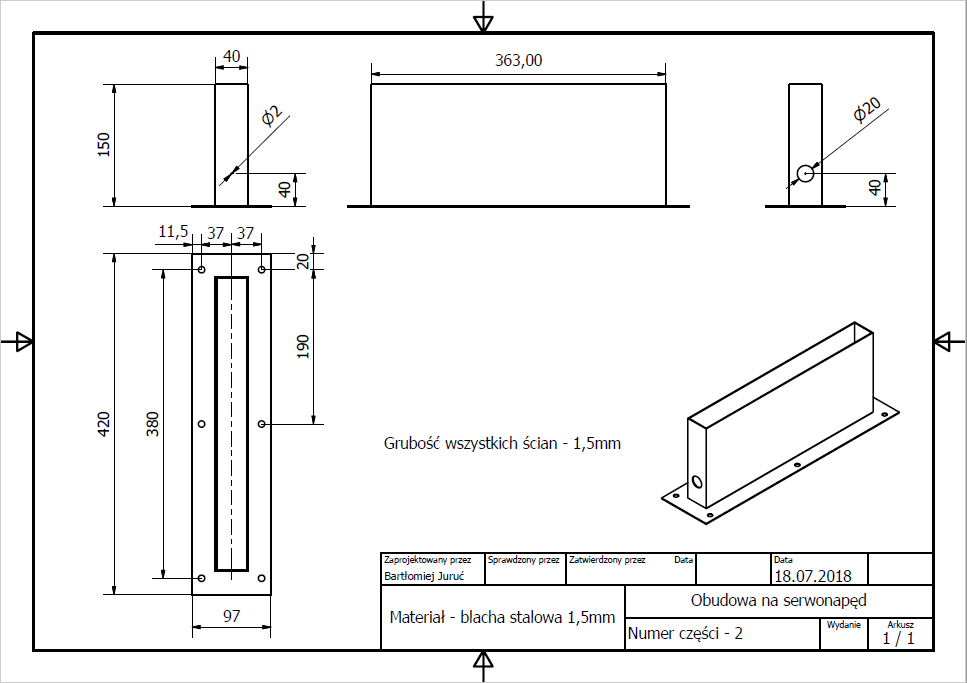 40
363,00
Ø2
Ø20
150
40
40
11,5
37
37
20
190
420
380
97
Grubość wszystkich ścian - 1,5mm
Zaprojektowany przez
Sprawdzony przez
Zatwierdzony przez
Data
Data
Bartłomiej Juruć
18.07.2018
Materiał - blacha stalowa 1,5mm
Obudowa na serwonapęd
Numer części - 2
Wydanie
Arkusz
1 / 1